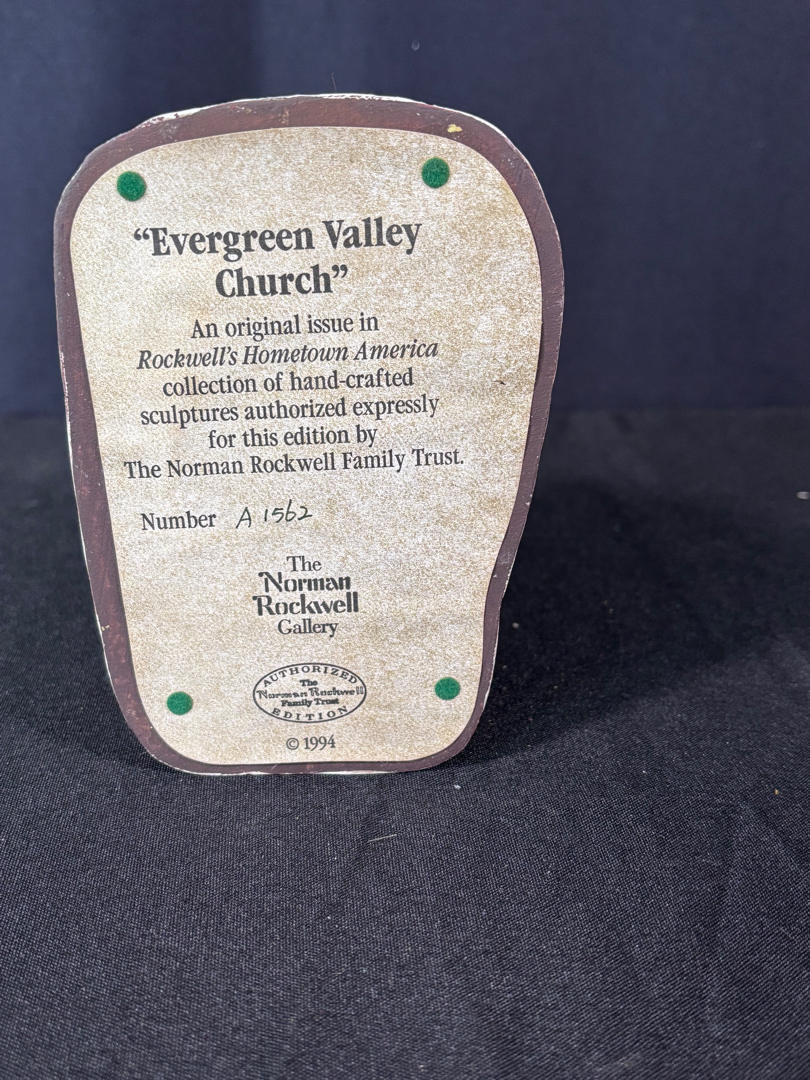 “Evergreen Valley
Church”
An original issue in
Rockwell’s Hometown America
collection of hand-crafted
sculptures authorized expressly
for this edition by
The Norman Rockwell Family Trust.
Number A 1562
The
Norman
Rockwell
Gallery
AUTHORIZED
The
Norman Rockwell
Family Trust
EDITION
© 1994